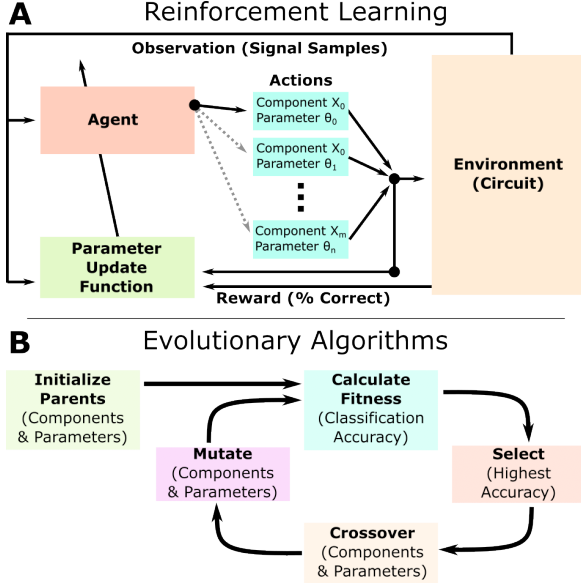 A
Reinforcement Learning
Observation (Signal Samples)
Agent
Actions
Component X₀
Parameter θ₀
Component X₀
Parameter θ₁
Component Xₘ
Parameter θₙ
Environment
(Circuit)
Parameter
Update
Function
Reward (% Correct)
B
Evolutionary Algorithms
Initialize
Parents
(Components
& Parameters)
Calculate
Fitness
(Classification
Accuracy)
Mutate
(Components
& Parameters)
Select
(Highest
Accuracy)
Crossover
(Components
& Parameters)